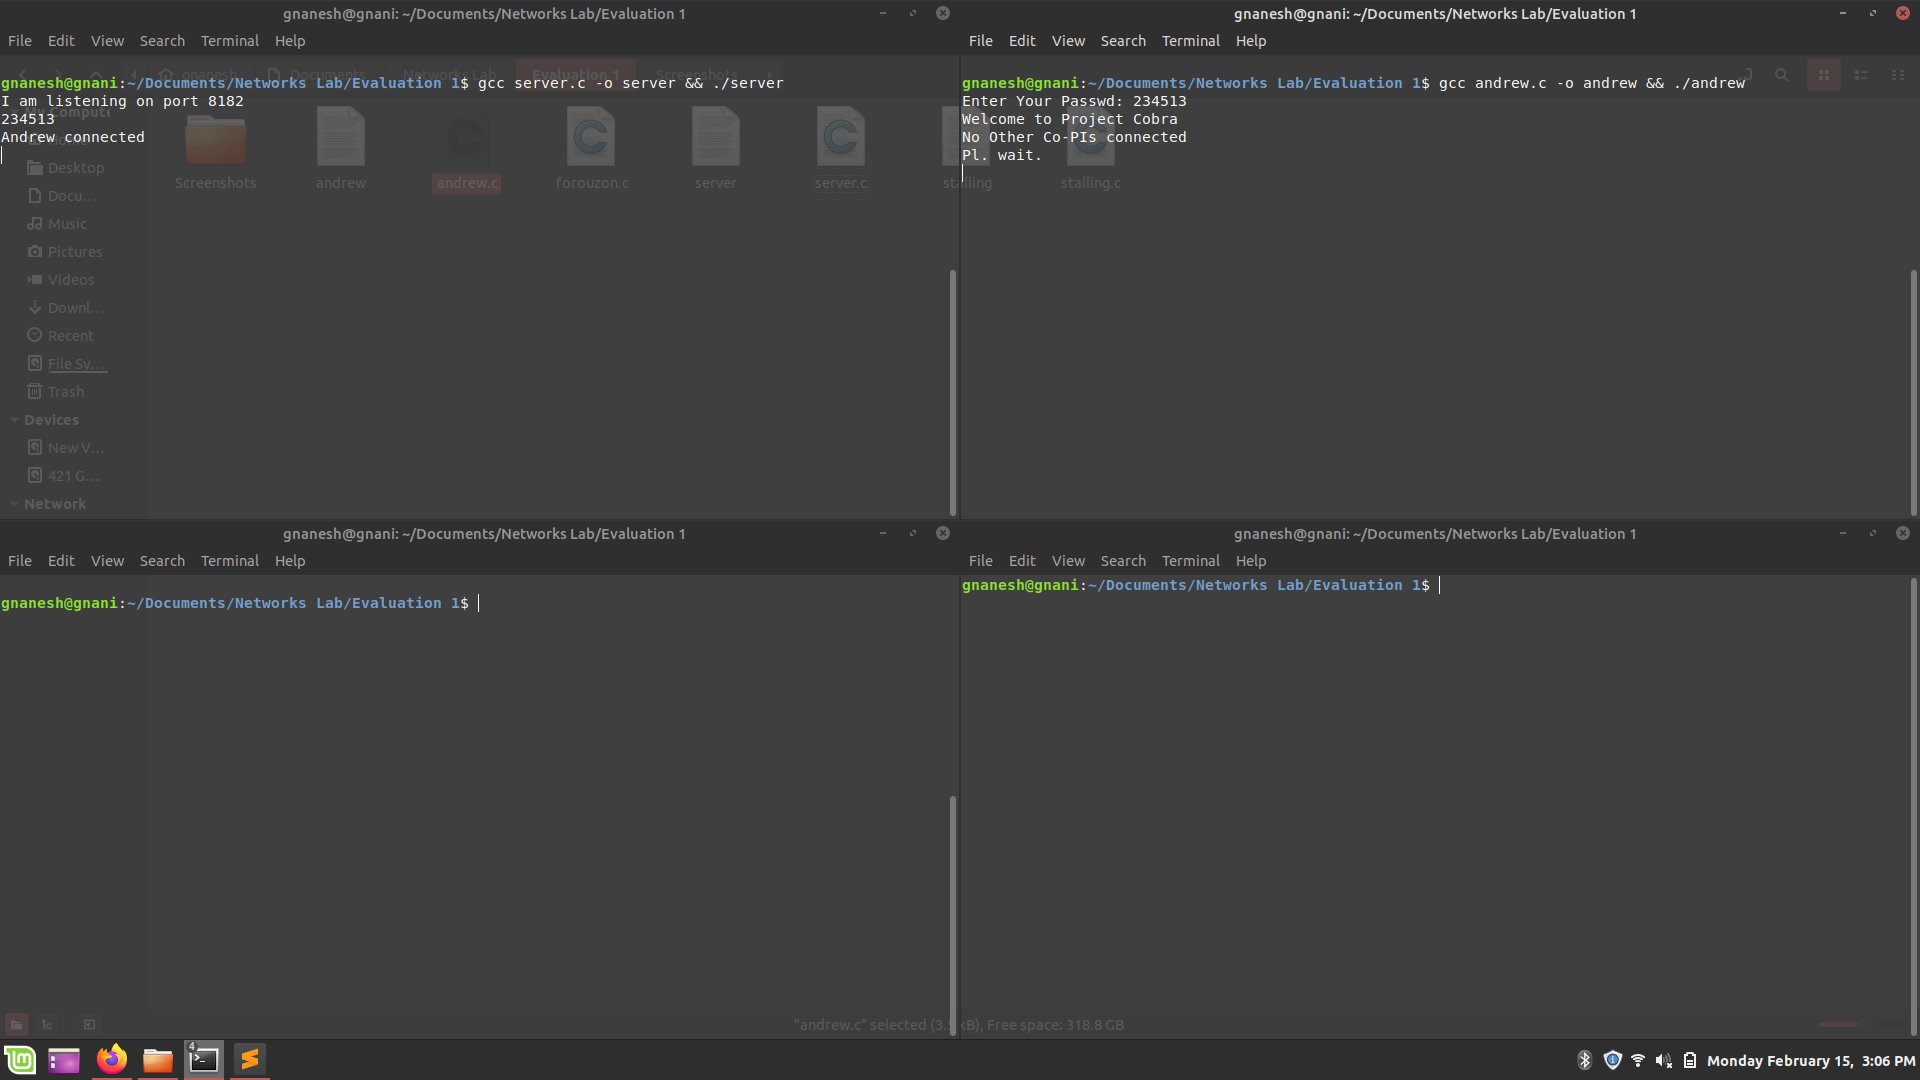 gnanesh@gnani: ~/Documents/Networks Lab/Evaluation 1
File Edit View Search Terminal Help
gnanesh@gnani:~/Documents/Networks Lab/Evaluation 1$ gcc server.c -o server && ./server
I am listening on port 8182
234513
Andrew connected
gnanesh@gnani: ~/Documents/Networks Lab/Evaluation 1
File Edit View Search Terminal Help
gnanesh@gnani:~/Documents/Networks Lab/Evaluation 1$ gcc andrew.c -o andrew && ./andrew
Enter Your Passwd: 234513
Welcome to Project Cobra
No Other Co-PIs connected
Pl. wait.
Desktop
Docu...
Music
Pictures
Videos
Downl...
Recent
File Sy...
Trash
Devices
New V...
421 G...
Network
Screenshots andrew andrew.c forouzon.c server server.c stalling stalling.c
gnanesh@gnani: ~/Documents/Networks Lab/Evaluation 1
File Edit View Search Terminal Help
gnanesh@gnani:~/Documents/Networks Lab/Evaluation 1$
gnanesh@gnani: ~/Documents/Networks Lab/Evaluation 1
File Edit View Search Terminal Help
gnanesh@gnani:~/Documents/Networks Lab/Evaluation 1$
"andrew.c" selected (3.5 kB), Free space: 318.8 GB
4
Monday February 15, 3:06 PM